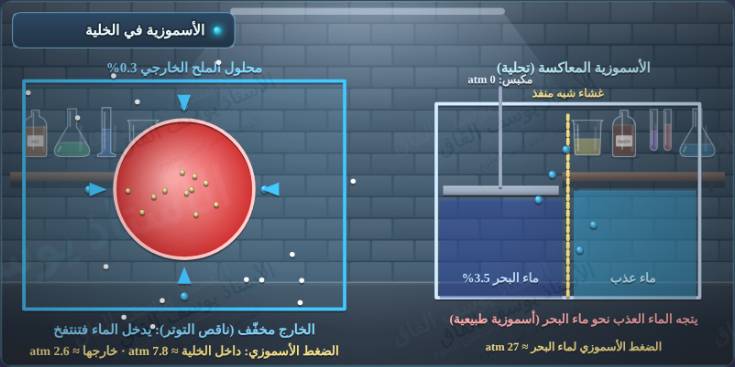 الأسموزية في الخلية
الأسموزية المعاكسة (تحلية)
مكبس: 0 atm
غشاء شبه منفذ
ماء البحر 3.5%
ماء عذب
يتجه الماء العذب نحو ماء البحر (أسموزية طبيعية)
الضغط الأسموزي لماء البحر ≈ 27 atm
محلول الملح الخارجي 0.3%
الخارج مخفّف (ناقص التوتر): يدخل الماء فتنتفخ
الضغط الأسموزي: داخل الخلية ≈ 7.8 atm · خارجها ≈ 2.6 atm